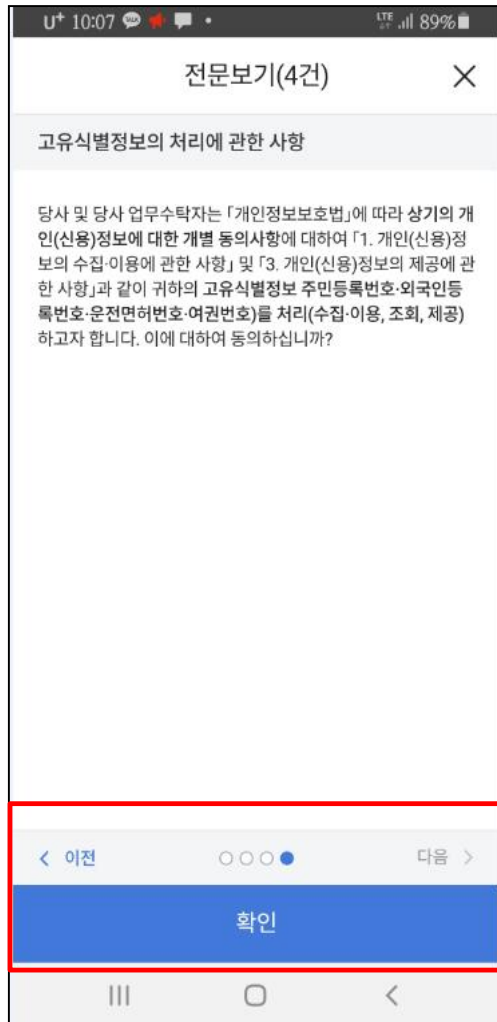 U+ 10:07 LTE 89%
전문보기(4건)
고유식별정보의 처리에 관한 사항
당사 및 당사 업무수탁자는 「개인정보보호법」에 따라 상기의 개
인(신용)정보에 대한 개별 동의사항에 대하여 「1. 개인(신용)정
보의 수집·이용에 관한 사항」 및 「3. 개인(신용)정보의 제공에 관
한 사항」과 같이 귀하의 고유식별정보 주민등록번호·외국인등
록번호·운전면허번호·여권번호)를 처리(수집·이용, 조회, 제공)
하고자 합니다. 이에 대하여 동의하십니까?
이전 다음
확인